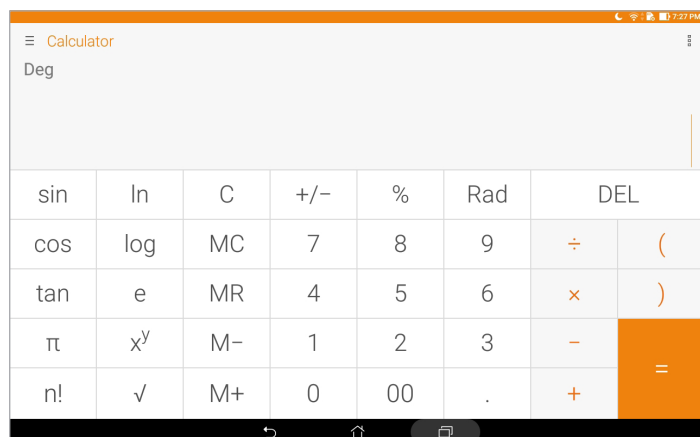 7:27 PM
Calculator
Deg
sin ln C +/− % Rad DEL
cos log MC 7 8 9 ÷ (
tan e MR 4 5 6 × )
π xʸ M− 1 2 3 − =
n! √ M+ 0 00 . +